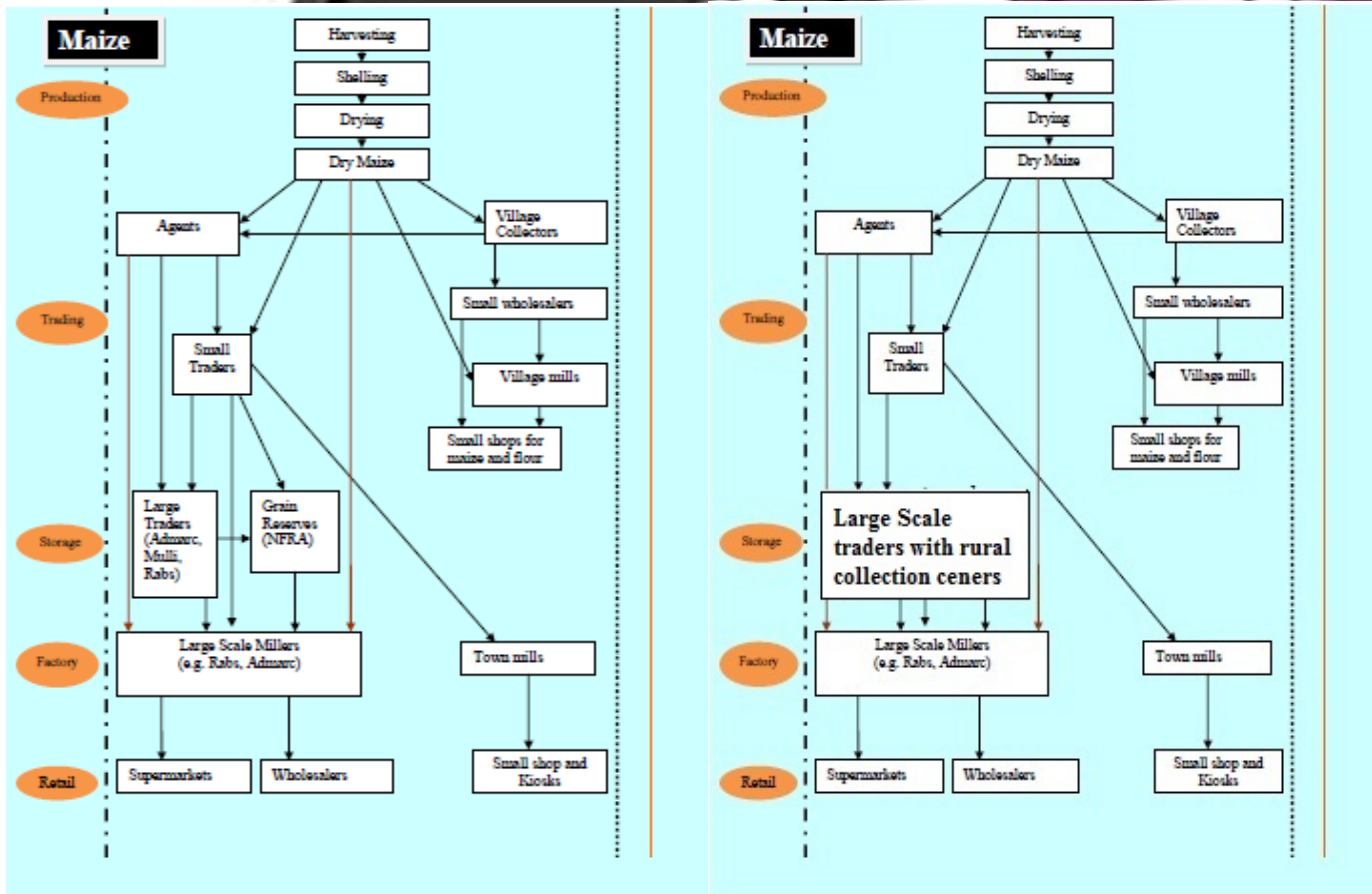 Maize
Harvesting
Production
Shelling
Drying
Dry Maize
Agents
Village
Collectors
Trading
Small wholesalers
Small
Traders
Village mills
Small shops for
maize and flour
Storage
Large
Traders
(Admarc,
Mulli,
Rabs)
Grain
Reserves
(NFRA)
Factory
Large Scale Millers
(e.g. Rabs, Admarc)
Town mills
Retail
Supermarkets
Wholesalers
Small shop and
Kiosks
Maize
Harvesting
Production
Shelling
Drying
Dry Maize
Agents
Village
Collectors
Trading
Small wholesalers
Small
Traders
Village mills
Small shops for
maize and flour
Storage
Large Scale
traders with rural
collection ceners
Factory
Large Scale Millers
(e.g. Rabs, Admarc)
Town mills
Retail
Supermarkets
Wholesalers
Small shop and
Kiosks